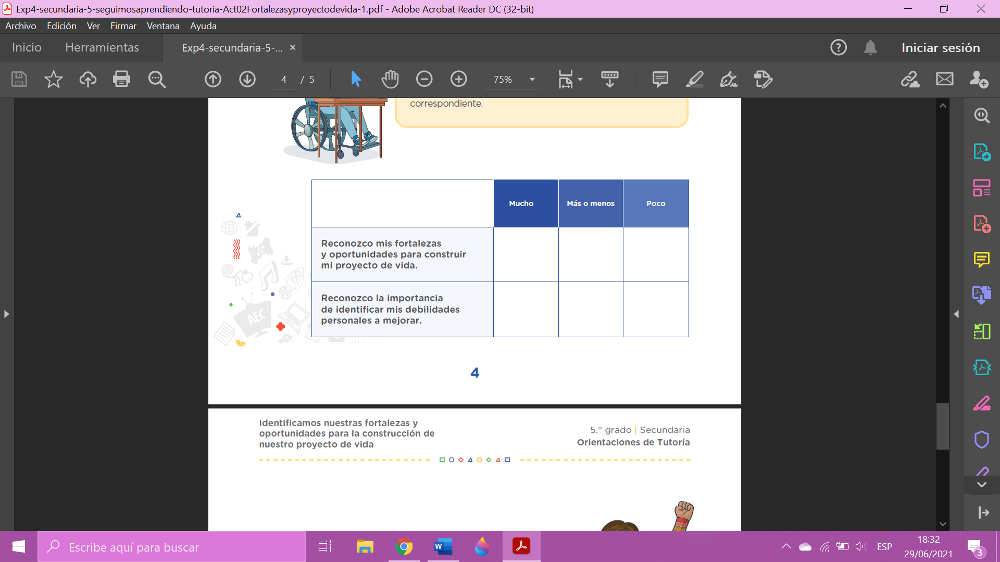 Exp4-secundaria-5-seguimosaprendiendo-tutoria-Act02Fortalezasyproyectodevida-1.pdf - Adobe Acrobat Reader DC (32-bit)
Archivo Edición Ver Firmar Ventana Ayuda
Inicio Herramientas Exp4-secundaria-5-... × Iniciar sesión
4 / 5 75%
correspondiente.
Mucho Más o menos Poco
Reconozco mis fortalezas
y oportunidades para construir
mi proyecto de vida.
Reconozco la importancia
de identificar mis debilidades
personales a mejorar.
AEC
4
Identificamos nuestras fortalezas y
oportunidades para la construcción de
nuestro proyecto de vida
5.º grado | Secundaria
Orientaciones de Tutoría
Escribe aquí para buscar
ESP
18:32
29/06/2021
3